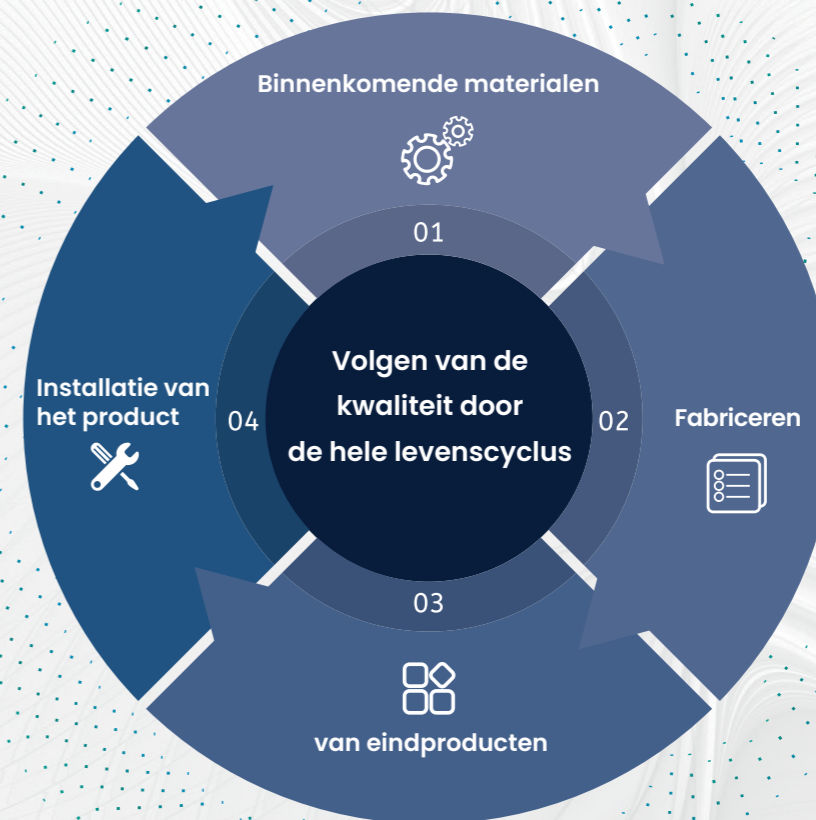 Binnenkomende materialen
01
Volgen van de
kwaliteit door
de hele levenscyclus
Installatie van
het product
04
02
Fabriceren
03
van eindproducten